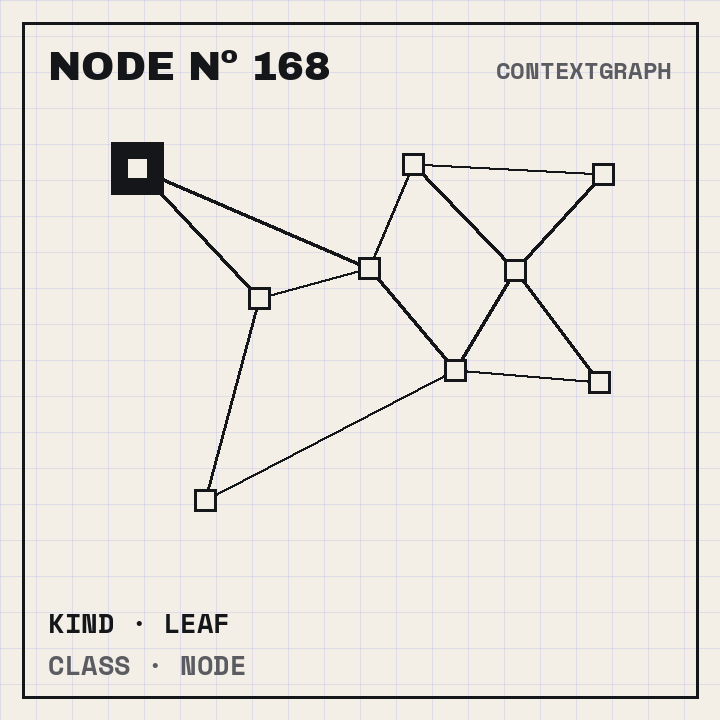 NODE Nº 168
CONTEXTGRAPH
KIND · LEAF
CLASS · NODE